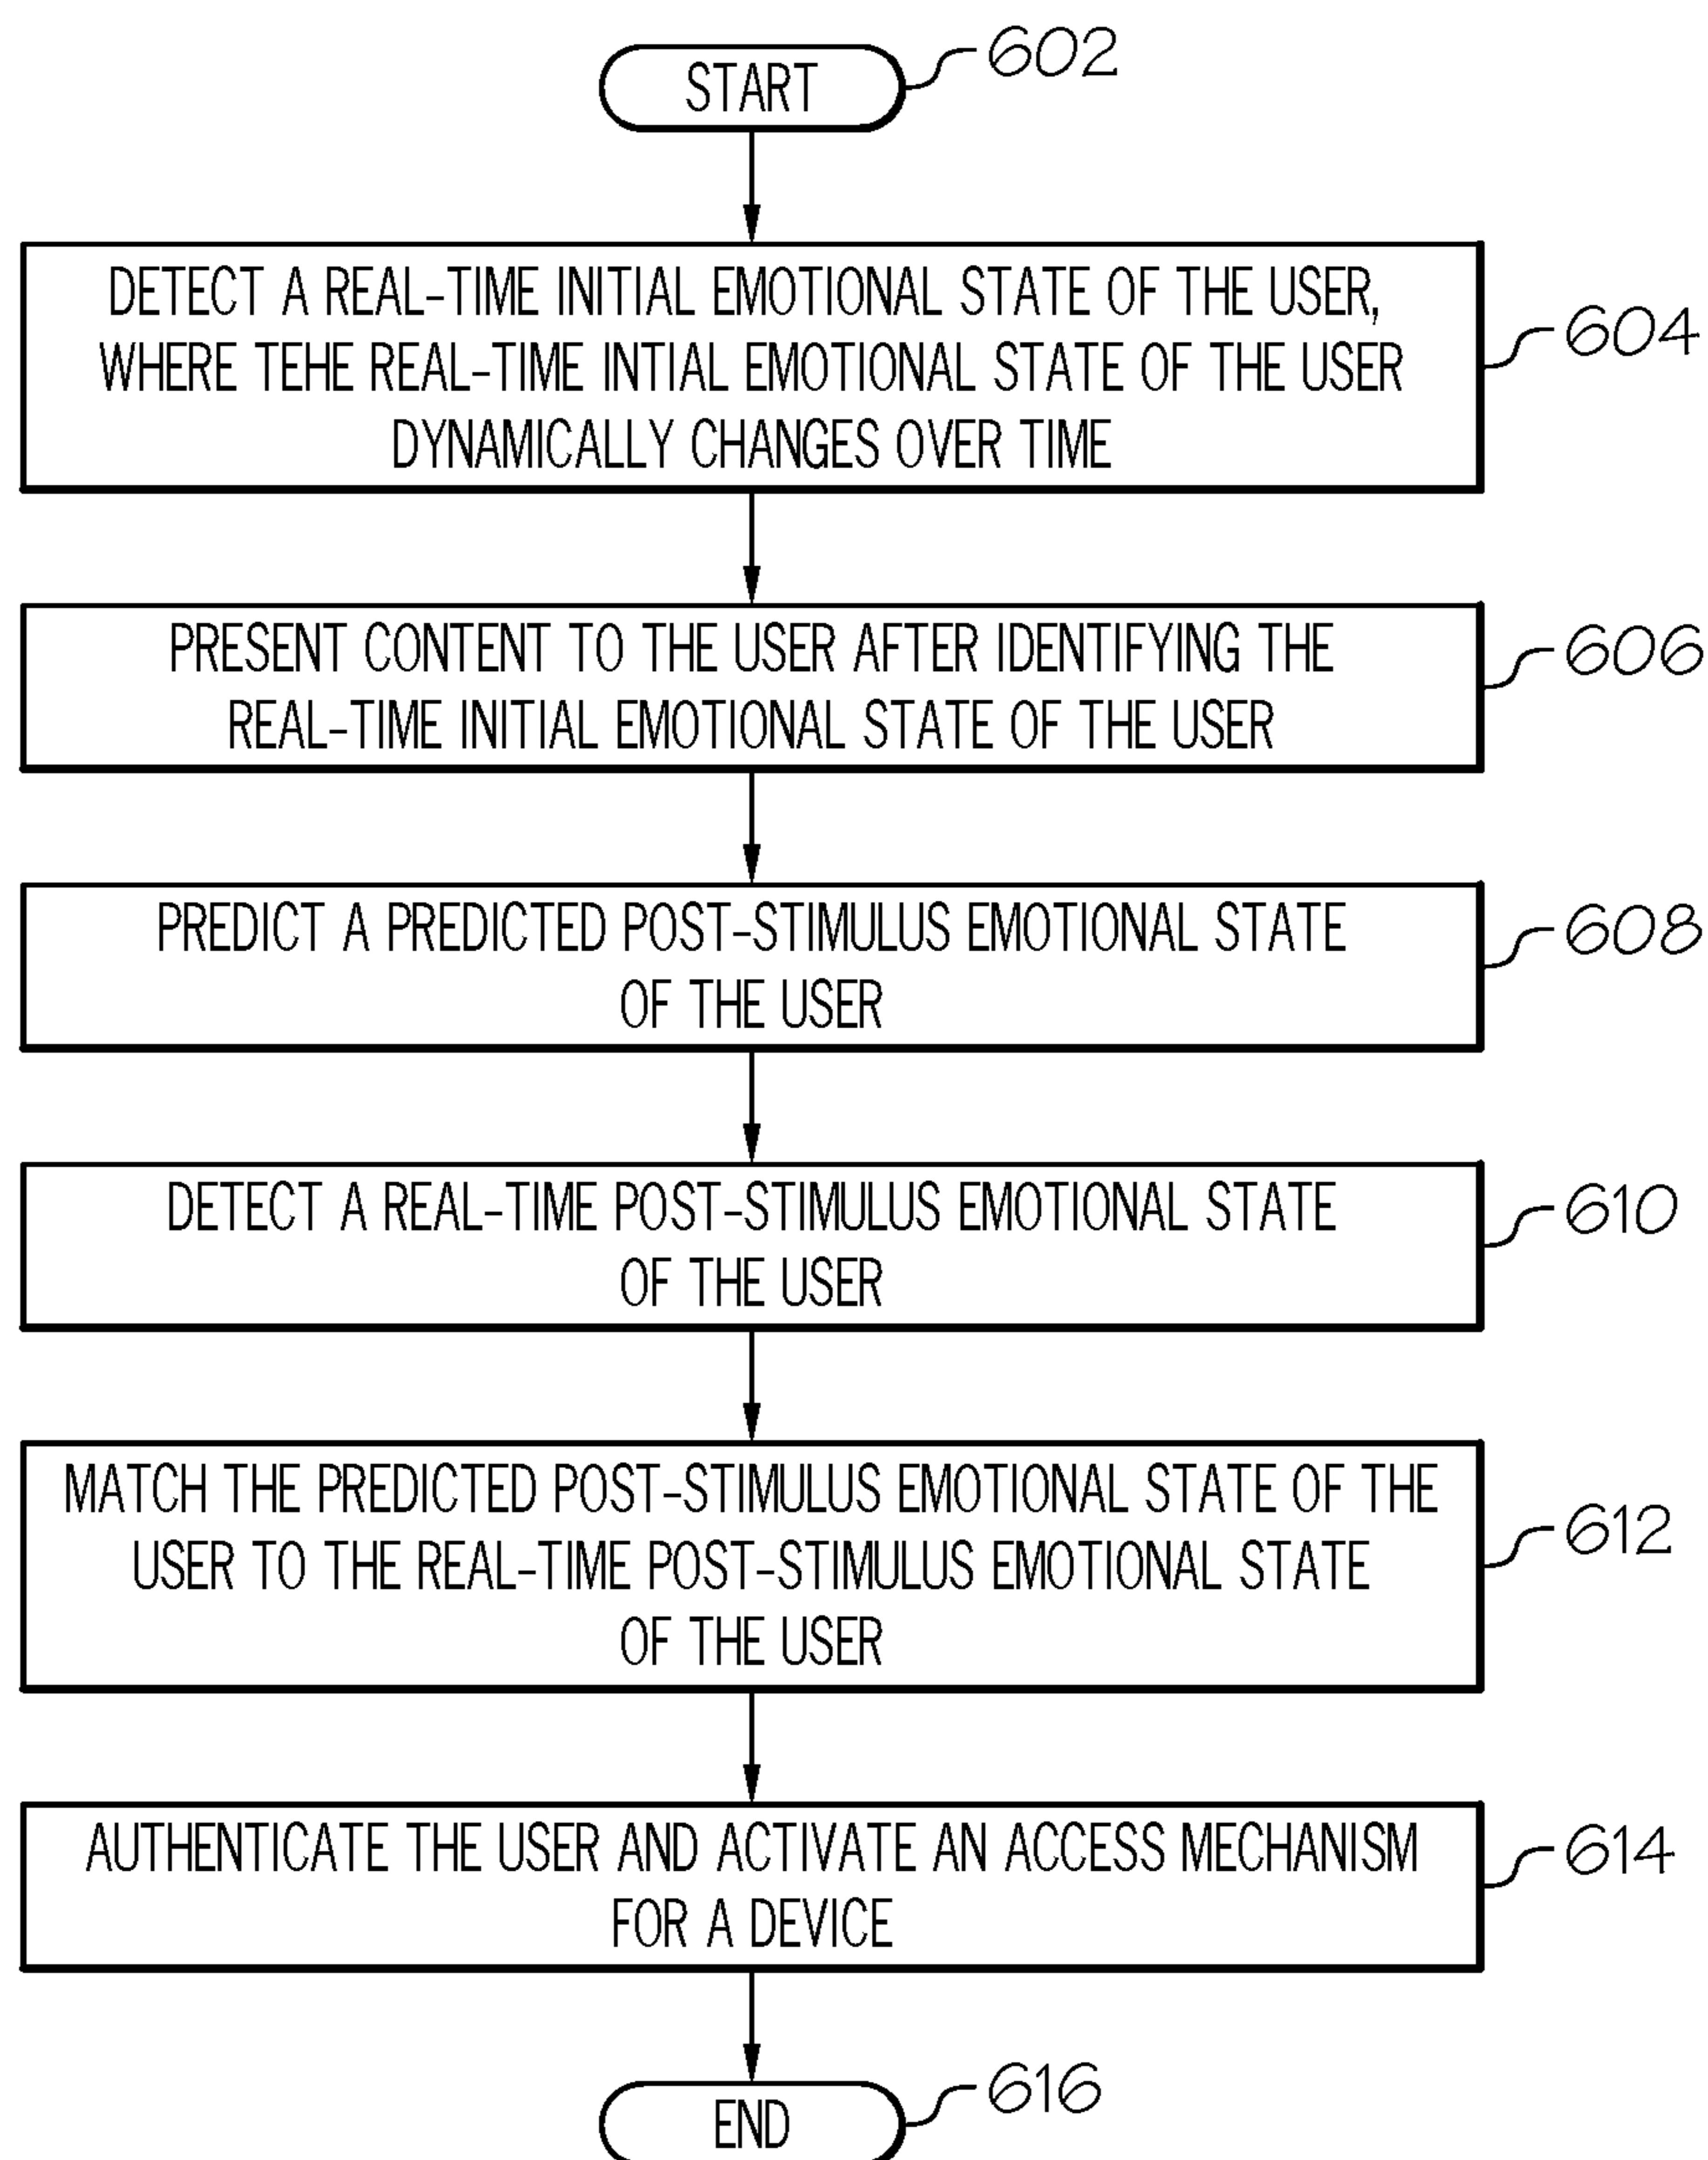 START
602
DETECT A REAL-TIME INITIAL EMOTIONAL STATE OF THE USER,
WHERE TEHE REAL-TIME INTIAL EMOTIONAL STATE OF THE USER
DYNAMICALLY CHANGES OVER TIME
604
PRESENT CONTENT TO THE USER AFTER IDENTIFYING THE
REAL-TIME INITIAL EMOTIONAL STATE OF THE USER
606
PREDICT A PREDICTED POST-STIMULUS EMOTIONAL STATE
OF THE USER
608
DETECT A REAL-TIME POST-STIMULUS EMOTIONAL STATE
OF THE USER
610
MATCH THE PREDICTED POST-STIMULUS EMOTIONAL STATE OF THE
USER TO THE REAL-TIME POST-STIMULUS EMOTIONAL STATE
OF THE USER
612
AUTHENTICATE THE USER AND ACTIVATE AN ACCESS MECHANISM
FOR A DEVICE
614
END
616